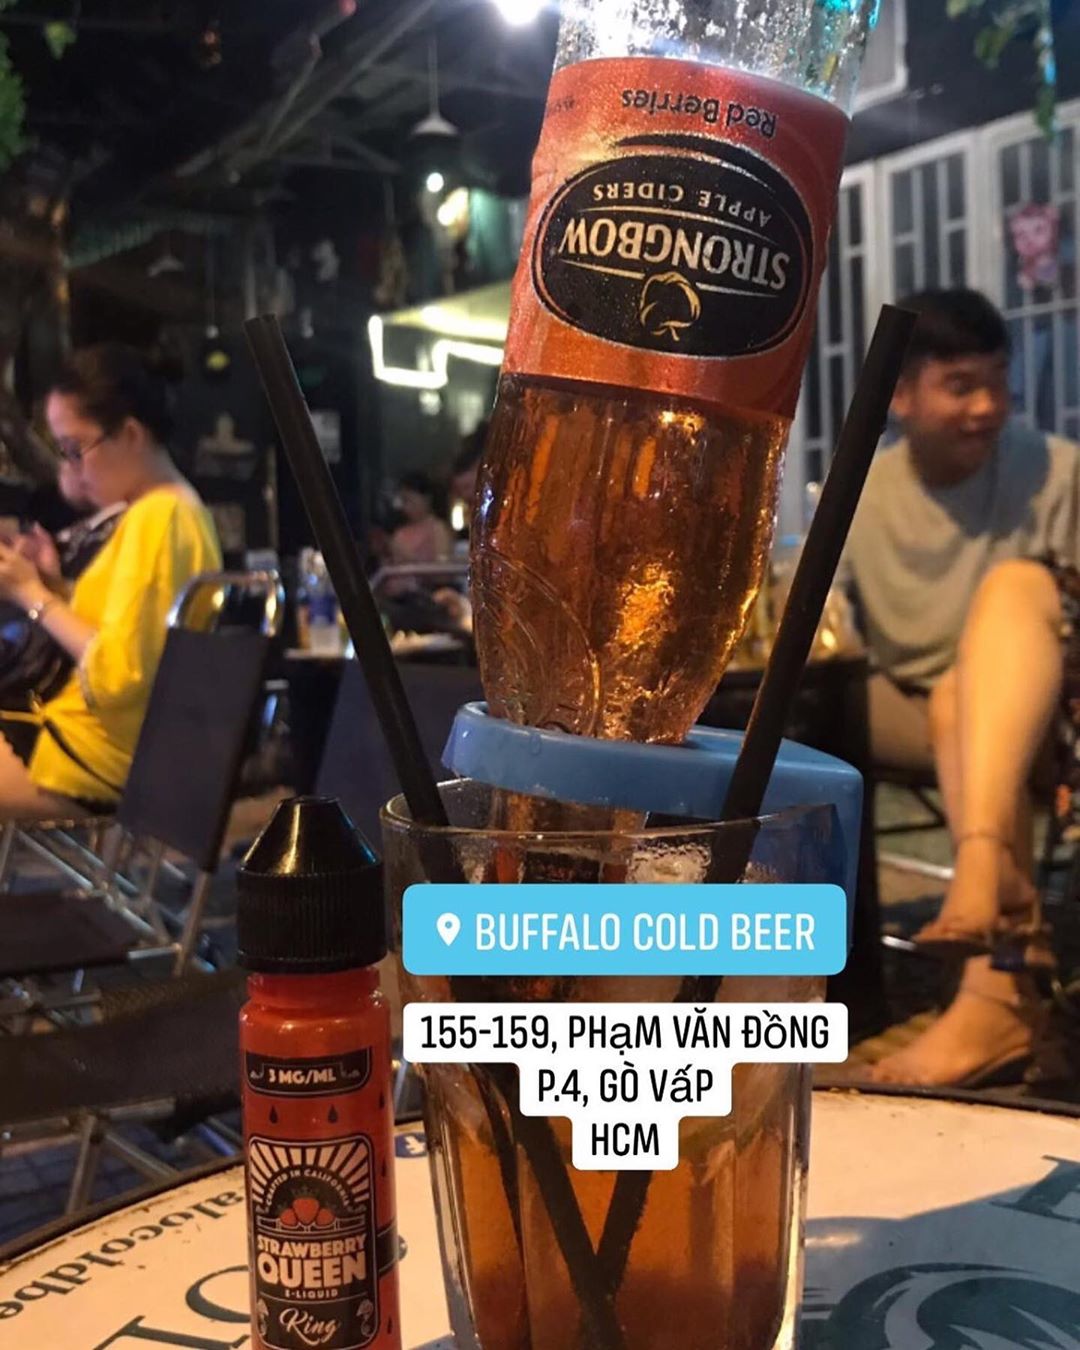 Red Berries
APPLE CIDERS
STRONGBOW
BUFFALO COLD BEER
155-159, PHẠM VĂN ĐỒNG
P.4, GÒ VẤP
HCM
3 MG/ML
CRAFTED IN CALIFORNIA
STRAWBERRY
QUEEN
E-LIQUID
King
alocoldbe